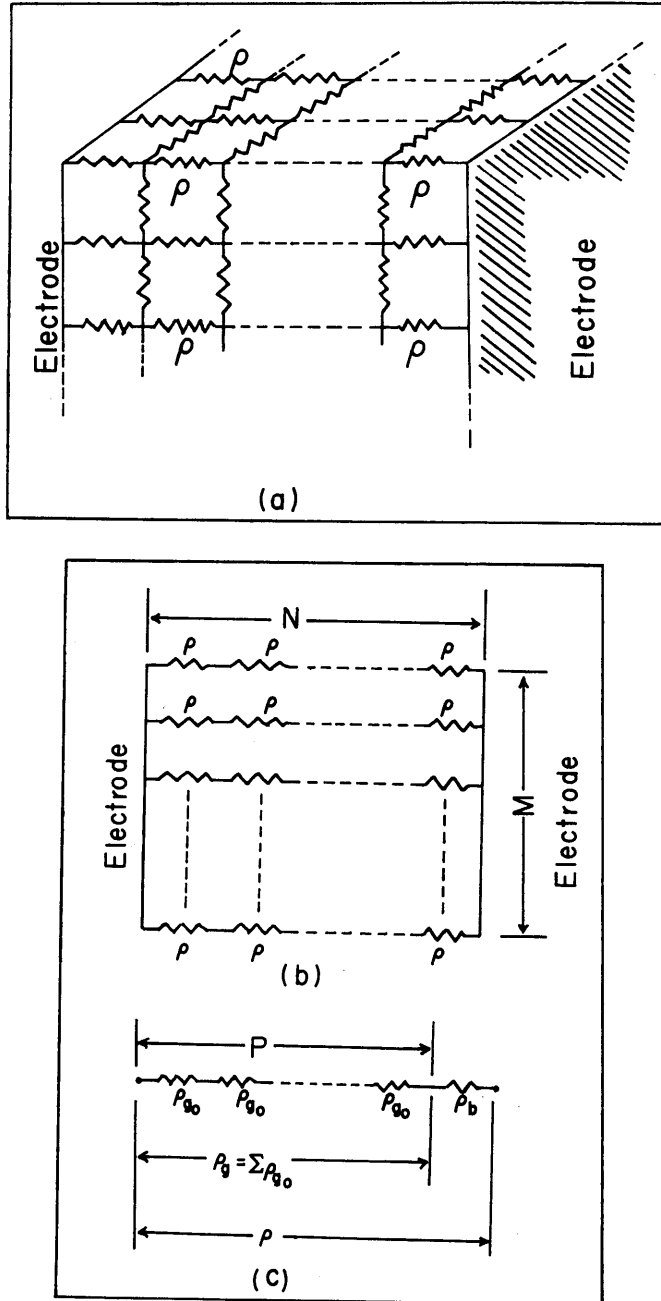 ρ
ρ ρ
Electrode Electrode
ρ ρ
(a)
N
ρ ρ ρ
ρ ρ ρ
Electrode M Electrode
ρ ρ ρ
(b)
P
ρg₀ ρg₀ ρg₀ ρb
ρg = Σρg₀
ρ
(c)